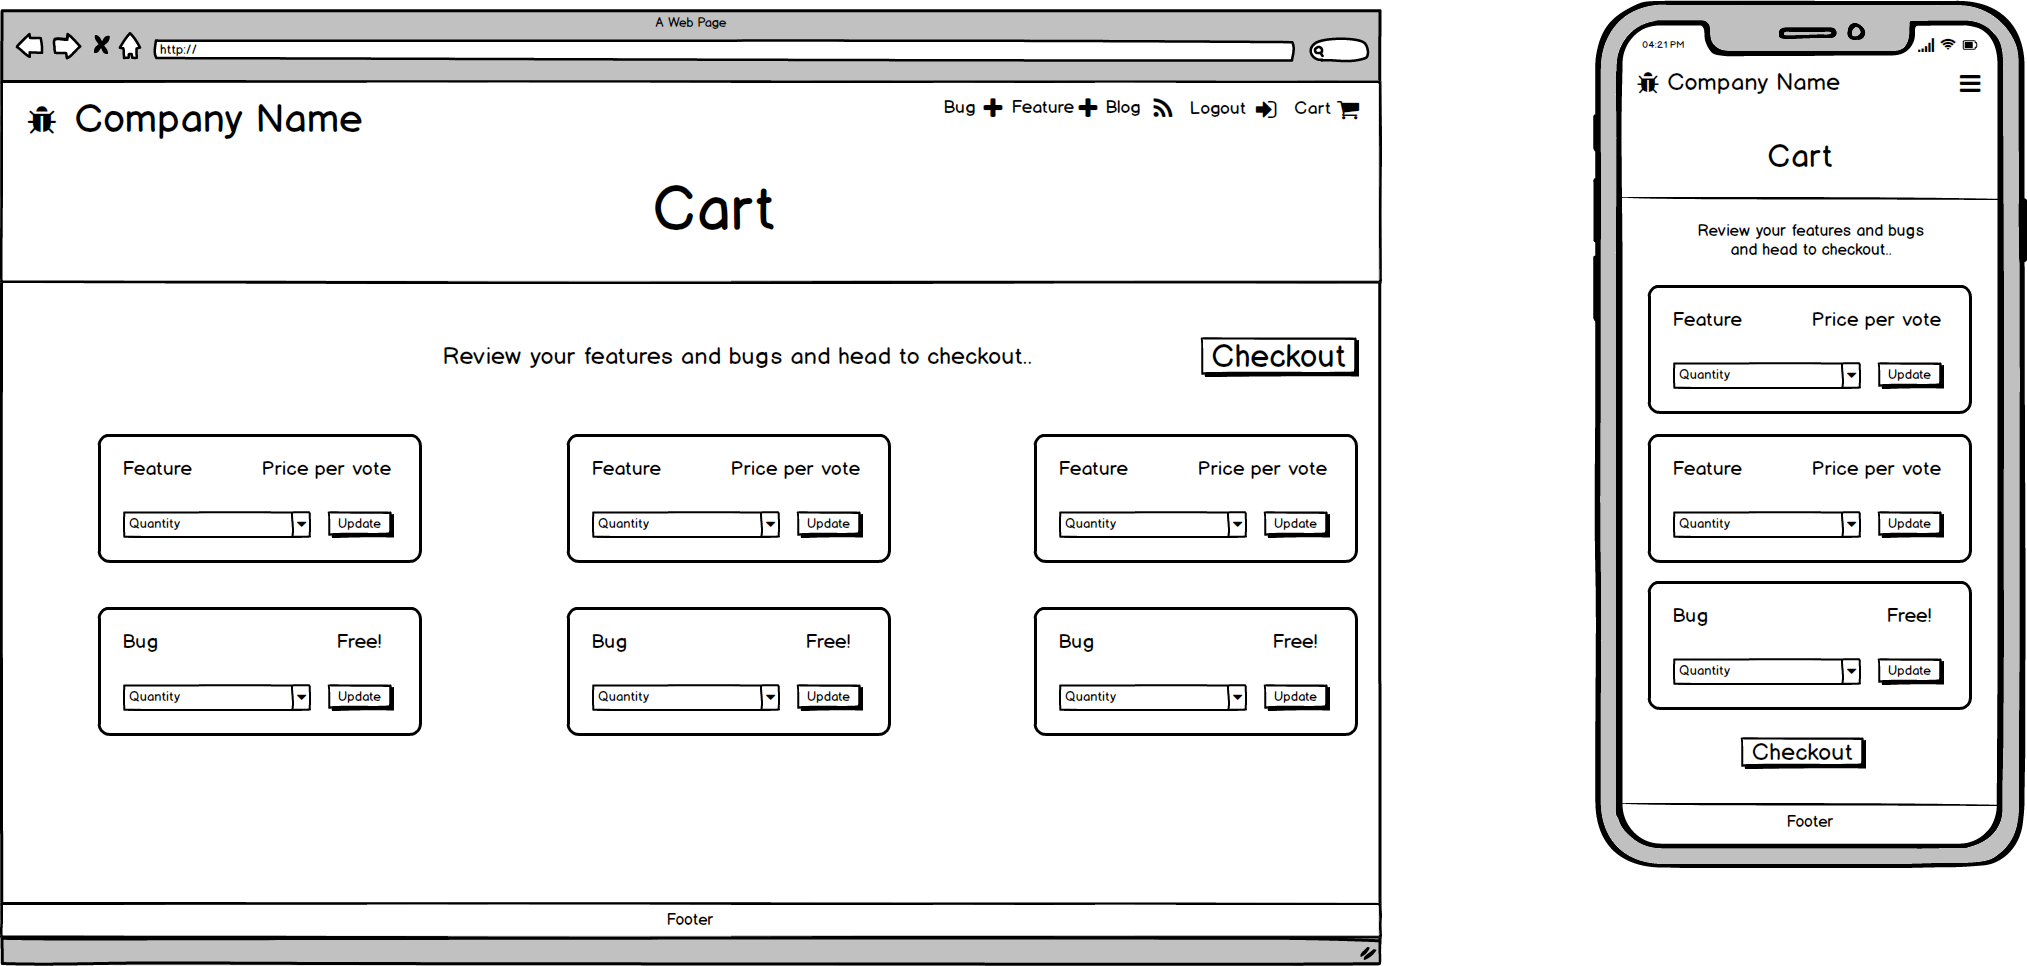 A Web Page
http://
Company Name
Bug Feature Blog Logout Cart
Cart
Review your features and bugs and head to checkout..
Checkout
Feature Price per vote
Quantity Update
Feature Price per vote
Quantity Update
Feature Price per vote
Quantity Update
Bug Free!
Quantity Update
Bug Free!
Quantity Update
Bug Free!
Quantity Update
Footer
04:21 PM
Company Name
Cart
Review your features and bugs
and head to checkout..
Feature Price per vote
Quantity Update
Feature Price per vote
Quantity Update
Bug Free!
Quantity Update
Checkout
Footer